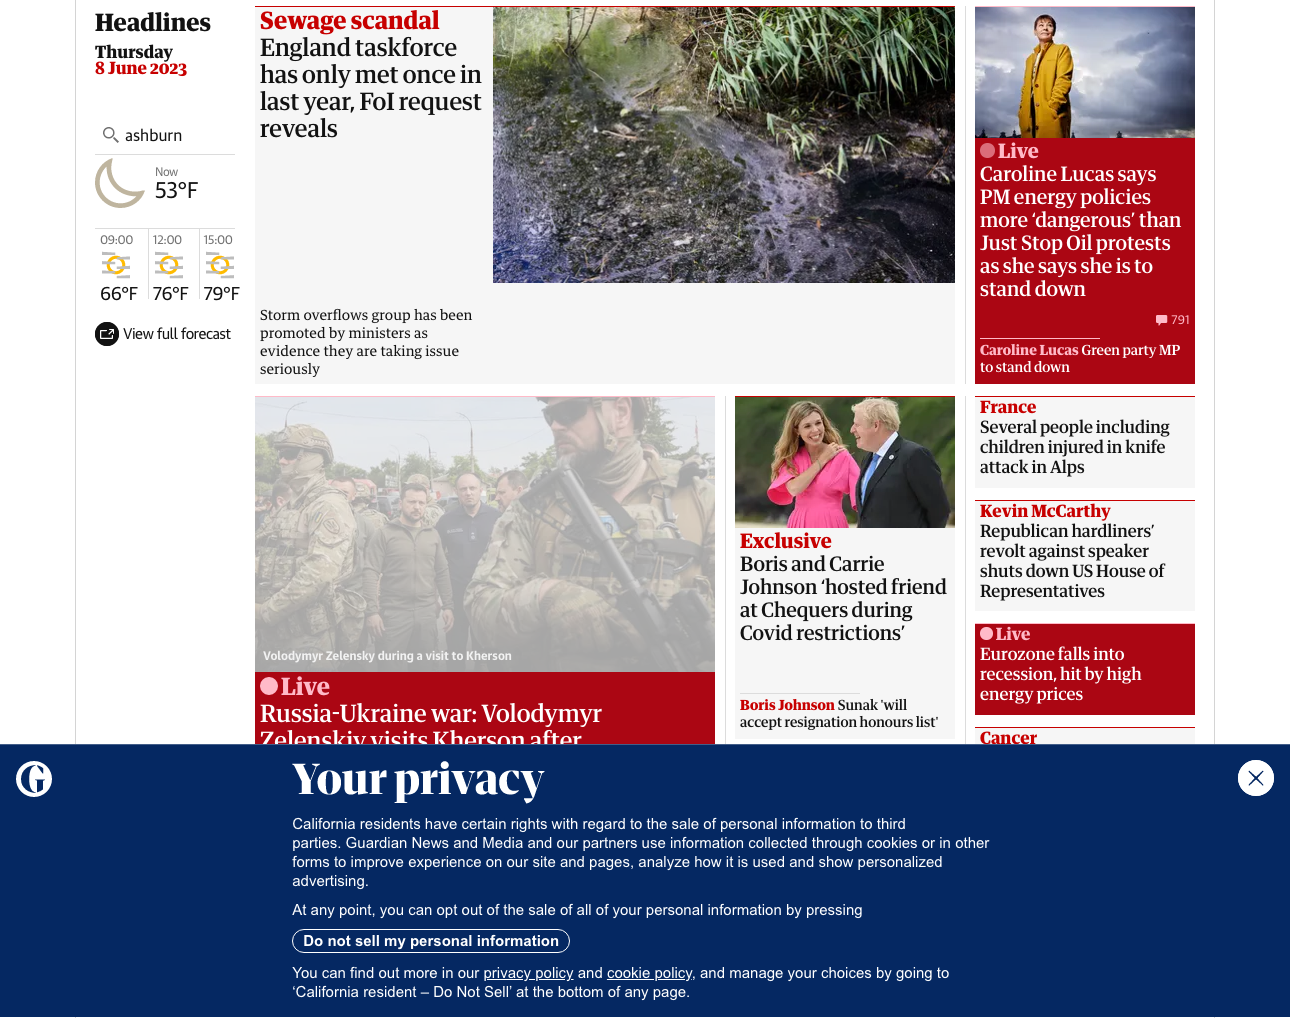 Headlines
Thursday
8 June 2023
ashburn
Now
53°F
09:00
66°F
12:00
76°F
15:00
79°F
View full forecast
Sewage scandal
England taskforce
has only met once in
last year, FoI request
reveals
Storm overflows group has been
promoted by ministers as
evidence they are taking issue
seriously
Live
Caroline Lucas says
PM energy policies
more ‘dangerous’ than
Just Stop Oil protests
as she says she is to
stand down
791
Caroline Lucas Green party MP
to stand down
Volodymyr Zelensky during a visit to Kherson
Live
Russia-Ukraine war: Volodymyr
Zelenskiy visits Kherson after
Exclusive
Boris and Carrie
Johnson ‘hosted friend
at Chequers during
Covid restrictions’
Boris Johnson Sunak 'will
accept resignation honours list'
France
Several people including
children injured in knife
attack in Alps
Kevin McCarthy
Republican hardliners’
revolt against speaker
shuts down US House of
Representatives
Live
Eurozone falls into
recession, hit by high
energy prices
Cancer
Your privacy
California residents have certain rights with regard to the sale of personal information to third
parties. Guardian News and Media and our partners use information collected through cookies or in other
forms to improve experience on our site and pages, analyze how it is used and show personalized
advertising.
At any point, you can opt out of the sale of all of your personal information by pressing
Do not sell my personal information
You can find out more in our privacy policy and cookie policy, and manage your choices by going to
‘California resident – Do Not Sell’ at the bottom of any page.